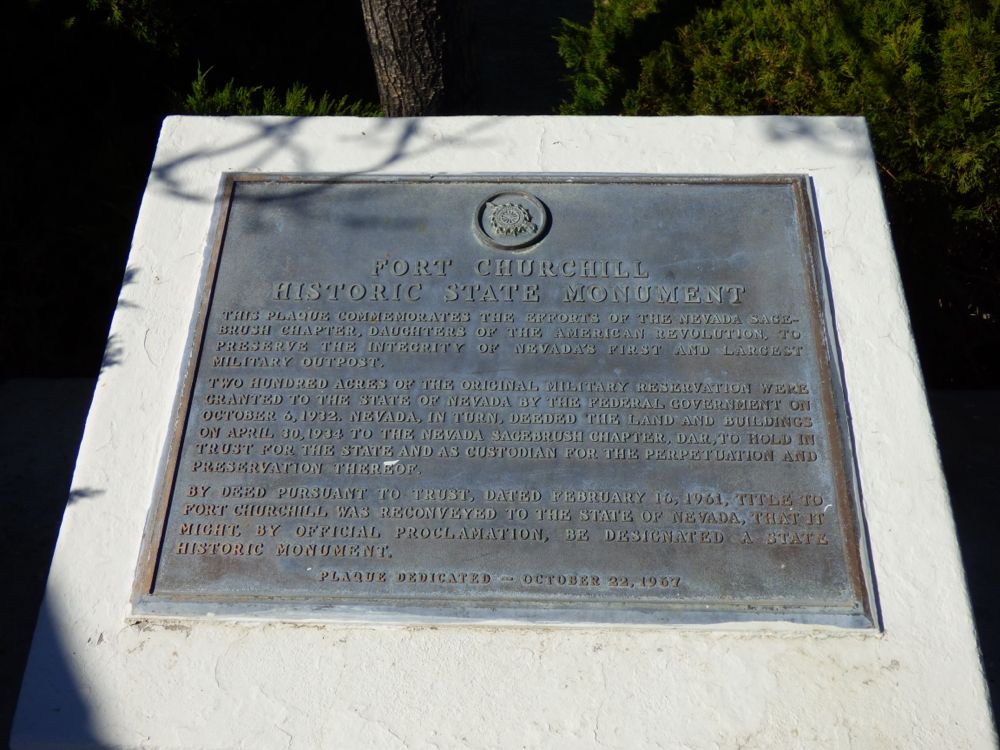 FORT CHURCHILL
HISTORIC STATE MONUMENT
THIS PLAQUE COMMEMORATES THE EFFORTS OF THE NEVADA SAGE-
BRUSH CHAPTER, DAUGHTERS OF THE AMERICAN REVOLUTION, TO
PRESERVE THE INTEGRITY OF NEVADA'S FIRST AND LARGEST
MILITARY OUTPOST.
TWO HUNDRED ACRES OF THE ORIGINAL MILITARY RESERVATION WERE
GRANTED TO THE STATE OF NEVADA BY THE FEDERAL GOVERNMENT ON
OCTOBER 6, 1932. NEVADA, IN TURN, DEEDED THE LAND AND BUILDINGS
ON APRIL 30, 1934 TO THE NEVADA SAGEBRUSH CHAPTER, DAR, TO HOLD IN
TRUST FOR THE STATE AND AS CUSTODIAN FOR THE PERPETUATION AND
PRESERVATION THEREOF.
BY DEED PURSUANT TO TRUST, DATED FEBRUARY 16, 1961, TITLE TO
FORT CHURCHILL WAS RECONVEYED TO THE STATE OF NEVADA, THAT IT
MIGHT, BY OFFICIAL PROCLAMATION, BE DESIGNATED A STATE
HISTORIC MONUMENT.
PLAQUE DEDICATED — OCTOBER 22, 1967